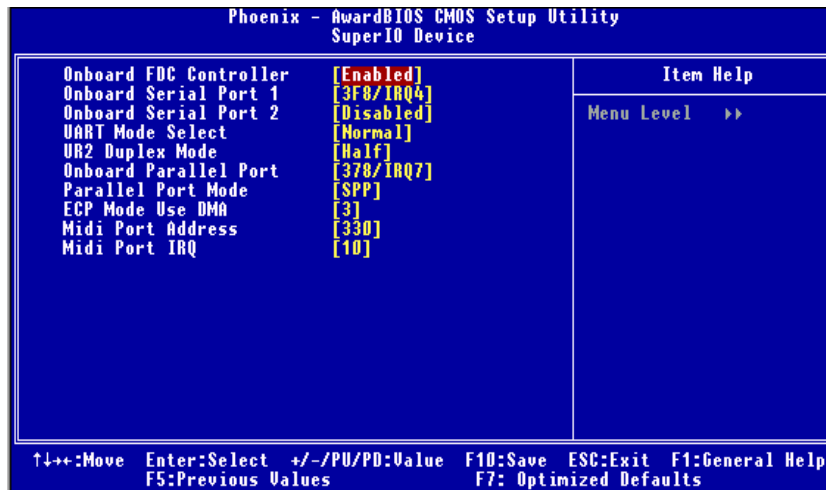 Phoenix - AwardBIOS CMOS Setup Utility
SuperIO Device
Onboard FDC Controller [Enabled]
Onboard Serial Port 1 [3F8/IRQ4]
Onboard Serial Port 2 [Disabled]
UART Mode Select [Normal]
UR2 Duplex Mode [Half]
Onboard Parallel Port [378/IRQ7]
Parallel Port Mode [SPP]
ECP Mode Use DMA [3]
Midi Port Address [330]
Midi Port IRQ [10]
Item Help
Menu Level ▸▸
↑↓→←:Move Enter:Select +/-/PU/PD:Value F10:Save ESC:Exit F1:General Help
F5:Previous Values F7: Optimized Defaults